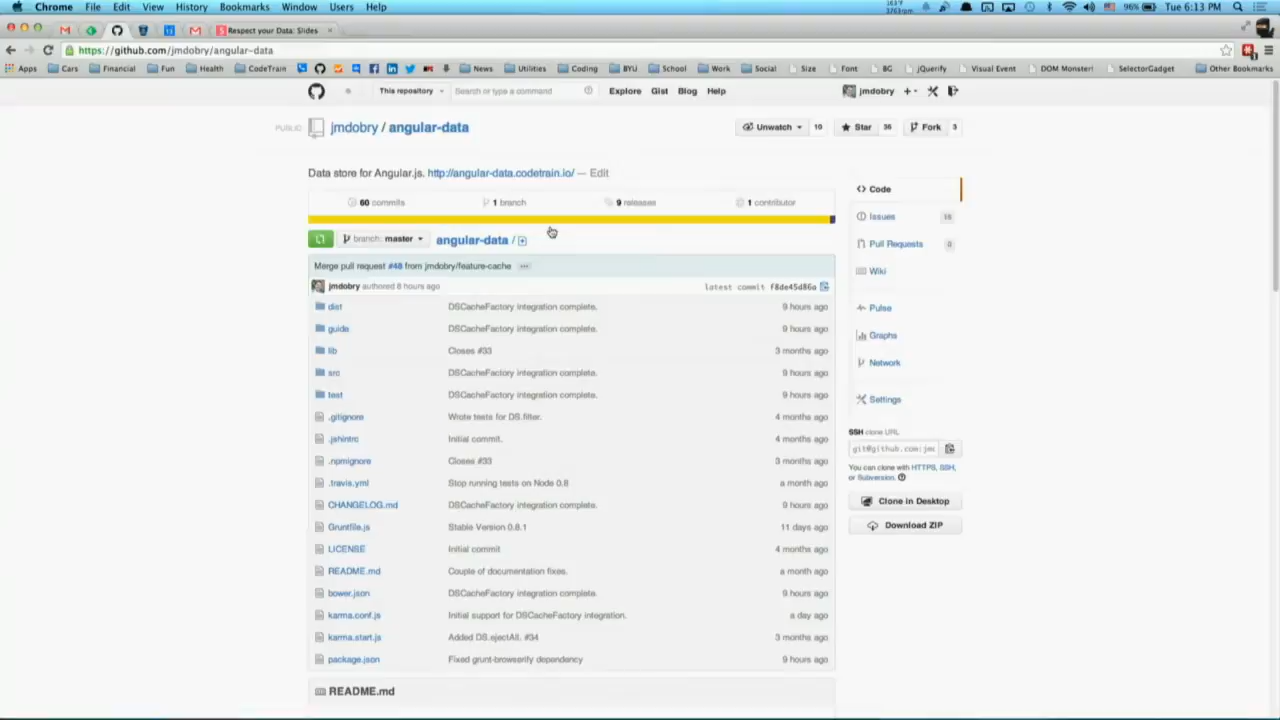 Chrome File Edit View History Bookmarks Window Users Help 96% Tue 6:13 PM
Respect your Data: Slides
https://github.com/jmdobry/angular-data
Apps Cars Financial Fun Health CodeTrain News Utilities Coding BYU School Work Social Size Font BG jQuerify Visual Event DOM Monster! SelectorGadget Other Bookmarks
This repository Search or type a command Explore Gist Blog Help jmdobry
PUBLIC jmdobry / angular-data Unwatch 10 Star 36 Fork 3
Data store for Angular.js. http://angular-data.codetrain.io/ — Edit
60 commits 1 branch 9 releases 1 contributor
branch: master angular-data /
Merge pull request #48 from jmdobry/feature-cache
jmdobry authored 8 hours ago latest commit f8de45d86a
dist DSCacheFactory integration complete. 9 hours ago
guide DSCacheFactory integration complete. 9 hours ago
lib Closes #33 3 months ago
src DSCacheFactory integration complete. 9 hours ago
test DSCacheFactory integration complete. 9 hours ago
.gitignore Wrote tests for DS.filter. 4 months ago
.jshintrc Initial commit. 4 months ago
.npmignore Closes #33 3 months ago
.travis.yml Stop running tests on Node 0.8 a month ago
CHANGELOG.md DSCacheFactory integration complete. 9 hours ago
Gruntfile.js Stable Version 0.8.1 11 days ago
LICENSE Initial commit 4 months ago
README.md Couple of documentation fixes. a month ago
bower.json DSCacheFactory integration complete. 9 hours ago
karma.conf.js Initial support for DSCacheFactory integration. a day ago
karma.start.js Added DS.ejectAll. #34 3 months ago
package.json Fixed grunt-browserify dependency 9 hours ago
README.md
Code
Issues
Pull Requests 0
Wiki
Pulse
Graphs
Network
Settings
SSH clone URL
git@github.com:jmd
You can clone with HTTPS, SSH,
or Subversion.
Clone in Desktop
Download ZIP